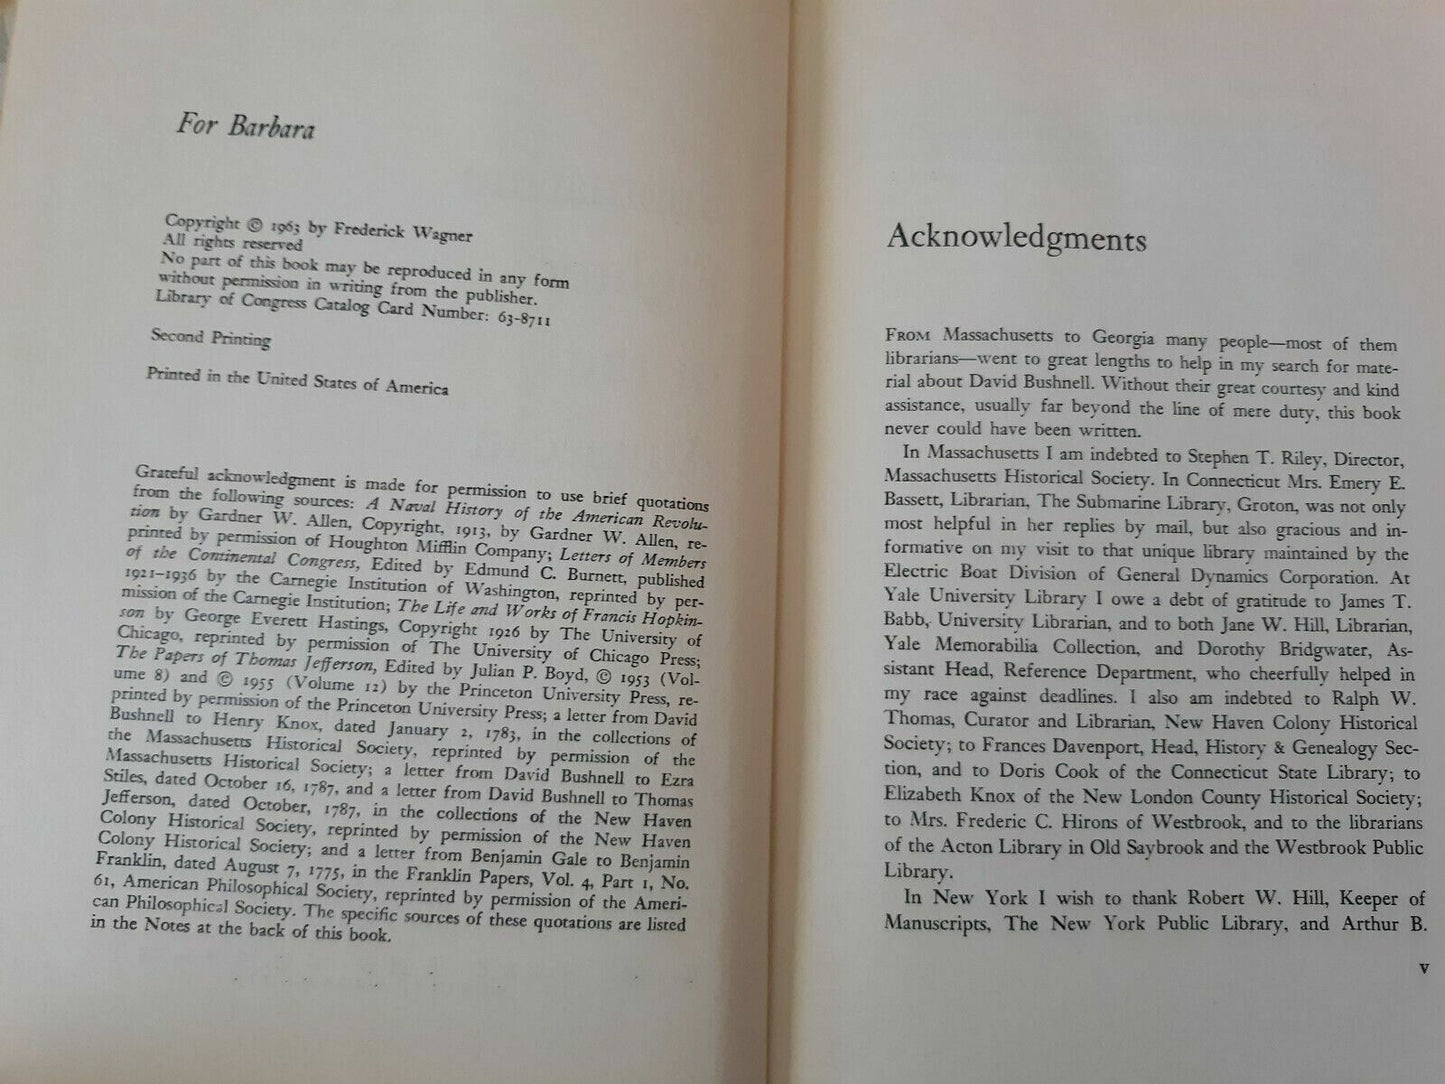 For Barbara
Copyright © 1963 by Frederick Wagner
All rights reserved
No part of this book may be reproduced in any form
without permission in writing from the publisher.
Library of Congress Catalog Card Number: 63-8711
Second Printing
Printed in the United States of America
Grateful acknowledgment is made for permission to use brief quotations
from the following sources: A Naval History of the American Revolu-
tion by Gardner W. Allen, Copyright, 1913, by Gardner W. Allen, re-
printed by permission of Houghton Mifflin Company; Letters of Members
of the Continental Congress, Edited by Edmund C. Burnett, published
1921-1936 by the Carnegie Institution of Washington, reprinted by per-
mission of the Carnegie Institution; The Life and Works of Francis Hopkin-
son by George Everett Hastings, Copyright 1926 by The University of
Chicago, reprinted by permission of The University of Chicago Press;
The Papers of Thomas Jefferson, Edited by Julian P. Boyd, © 1953 (Vol-
ume 8) and © 1955 (Volume 12) by the Princeton University Press, re-
printed by permission of the Princeton University Press; a letter from David
Bushnell to Henry Knox, dated January 2, 1783, in the collections of
the Massachusetts Historical Society, reprinted by permission of the
Massachusetts Historical Society; a letter from David Bushnell to Ezra
Stiles, dated October 16, 1787, and a letter from David Bushnell to Thomas
Jefferson, dated October, 1787, in the collections of the New Haven
Colony Historical Society, reprinted by permission of the New Haven
Colony Historical Society; and a letter from Benjamin Gale to Benjamin
Franklin, dated August 7, 1775, in the Franklin Papers, Vol. 4, Part 1, No.
61, American Philosophical Society, reprinted by permission of the Ameri-
can Philosophical Society. The specific sources of these quotations are listed
in the Notes at the back of this book.
Acknowledgments
FROM Massachusetts to Georgia many people—most of them
librarians—went to great lengths to help in my search for mate-
rial about David Bushnell. Without their great courtesy and kind
assistance, usually far beyond the line of mere duty, this book
never could have been written.
In Massachusetts I am indebted to Stephen T. Riley, Director,
Massachusetts Historical Society. In Connecticut Mrs. Emery E.
Bassett, Librarian, The Submarine Library, Groton, was not only
most helpful in her replies by mail, but also gracious and in-
formative on my visit to that unique library maintained by the
Electric Boat Division of General Dynamics Corporation. At
Yale University Library I owe a debt of gratitude to James T.
Babb, University Librarian, and to both Jane W. Hill, Librarian,
Yale Memorabilia Collection, and Dorothy Bridgwater, As-
sistant Head, Reference Department, who cheerfully helped in
my race against deadlines. I also am indebted to Ralph W.
Thomas, Curator and Librarian, New Haven Colony Historical
Society; to Frances Davenport, Head, History & Genealogy Sec-
tion, and to Doris Cook of the Connecticut State Library; to
Elizabeth Knox of the New London County Historical Society;
to Mrs. Frederic C. Hirons of Westbrook, and to the librarians
of the Acton Library in Old Saybrook and the Westbrook Public
Library.
In New York I wish to thank Robert W. Hill, Keeper of
Manuscripts, The New York Public Library, and Arthur B.
v